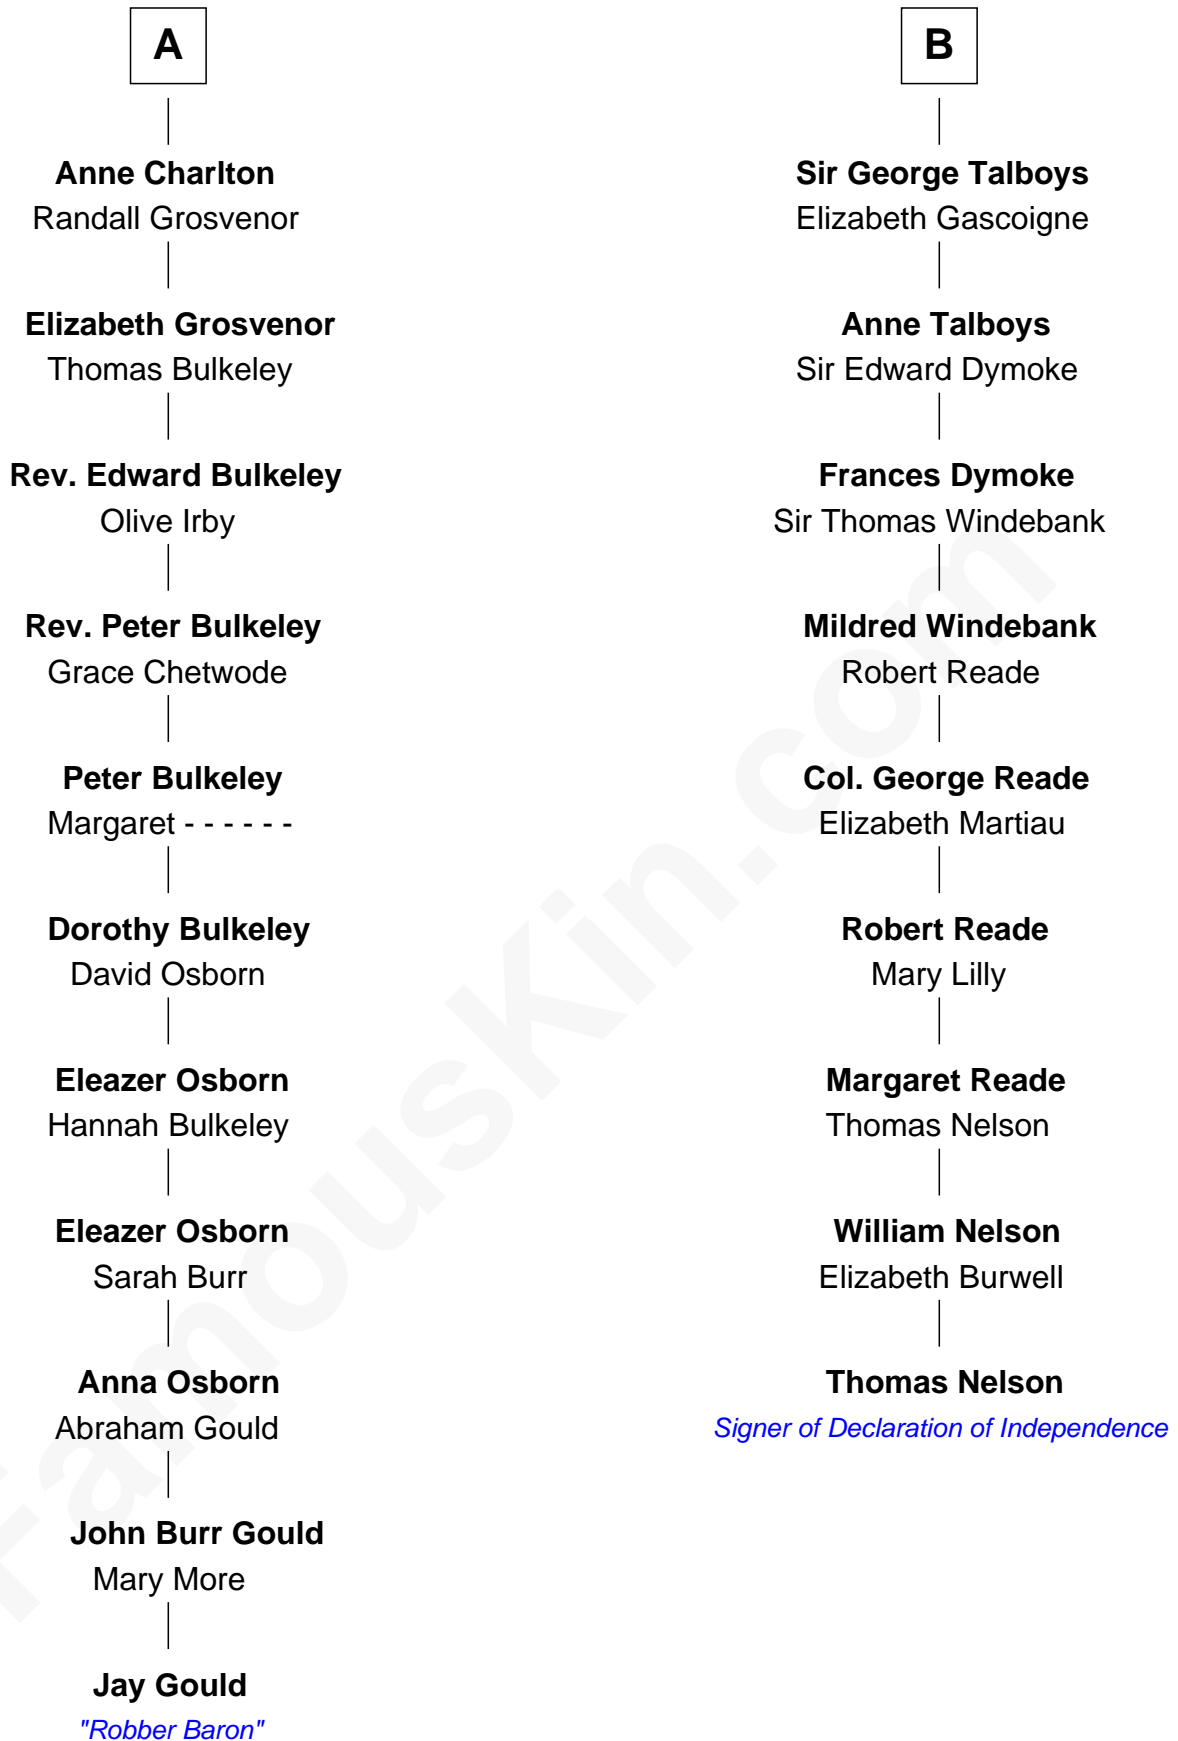 A
Anne Charlton
Randall Grosvenor
Elizabeth Grosvenor
Thomas Bulkeley
Rev. Edward Bulkeley
Olive Irby
Rev. Peter Bulkeley
Grace Chetwode
Peter Bulkeley
Margaret - - - - - -
Dorothy Bulkeley
David Osborn
Eleazer Osborn
Hannah Bulkeley
Eleazer Osborn
Sarah Burr
Anna Osborn
Abraham Gould
John Burr Gould
Mary More
Jay Gould
"Robber Baron"
B
Sir George Talboys
Elizabeth Gascoigne
Anne Talboys
Sir Edward Dymoke
Frances Dymoke
Sir Thomas Windebank
Mildred Windebank
Robert Reade
Col. George Reade
Elizabeth Martiau
Robert Reade
Mary Lilly
Margaret Reade
Thomas Nelson
William Nelson
Elizabeth Burwell
Thomas Nelson
Signer of Declaration of Independence
FamousKin.com